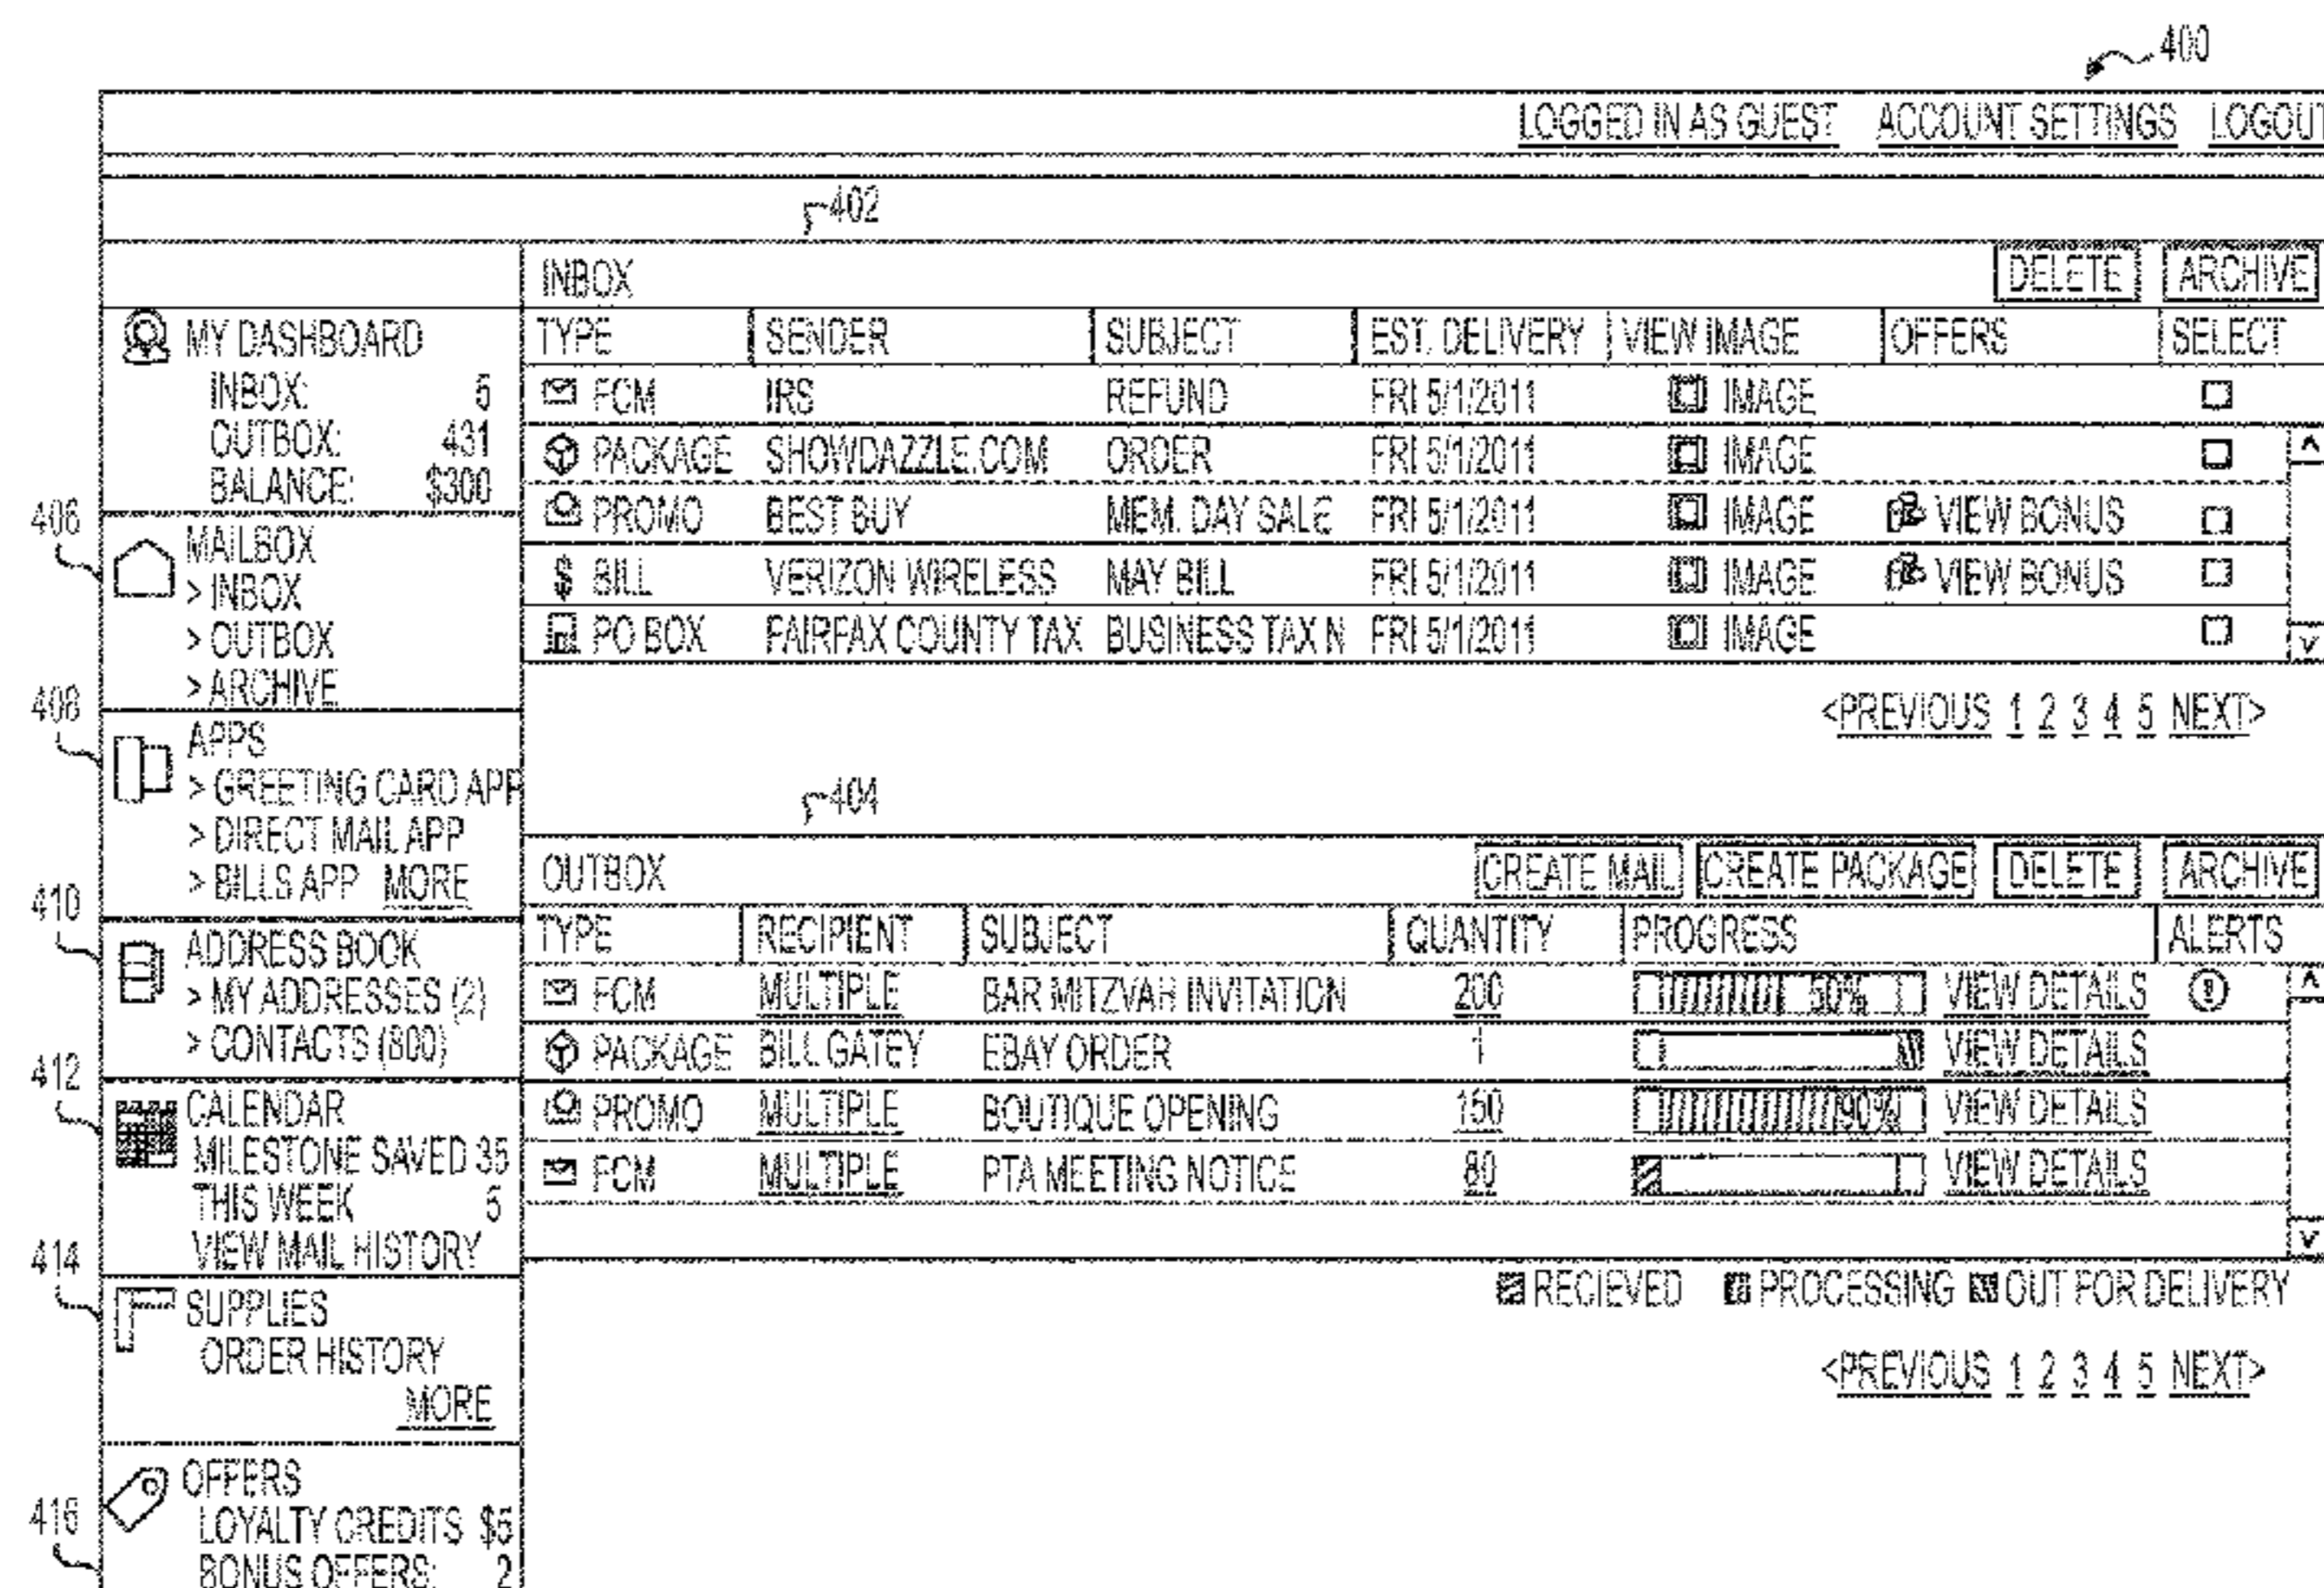 400
LOGGED IN AS GUEST ACCOUNT SETTINGS LOGOUT
402
INBOX DELETE ARCHIVE
TYPE SENDER SUBJECT EST. DELIVERY VIEW IMAGE OFFERS SELECT
FCM IRS REFUND FRI 5/1/2011 IMAGE
PACKAGE SHOWDAZZLE.COM ORDER FRI 5/1/2011 IMAGE
PROMO BEST BUY MEM. DAY SALE FRI 5/1/2011 IMAGE VIEW BONUS
$ BILL VERIZON WIRELESS MAY BILL FRI 5/1/2011 IMAGE VIEW BONUS
PO BOX FAIRFAX COUNTY TAX BUSINESS TAX N FRI 5/1/2011 IMAGE
<PREVIOUS 1 2 3 4 5 NEXT>
MY DASHBOARD
INBOX: 5
OUTBOX: 431
BALANCE: $300
406
MAILBOX
> INBOX
> OUTBOX
> ARCHIVE
408
APPS
> GREETING CARD APP
> DIRECT MAIL APP
> BILLS APP MORE
410
ADDRESS BOOK
> MY ADDRESSES (2)
> CONTACTS (800)
412
CALENDAR
MILESTONE SAVED 35
THIS WEEK 5
VIEW MAIL HISTORY
414
SUPPLIES
ORDER HISTORY
MORE
416
OFFERS
LOYALTY CREDITS $5
BONUS OFFERS: 2
404
OUTBOX CREATE MAIL CREATE PACKAGE DELETE ARCHIVE
TYPE RECIPIENT SUBJECT QUANTITY PROGRESS ALERTS
FCM MULTIPLE BAR MITZVAH INVITATION 200 50% VIEW DETAILS !
PACKAGE BILL GATEY EBAY ORDER 1 VIEW DETAILS
PROMO MULTIPLE BOUTIQUE OPENING 150 90% VIEW DETAILS
FCM MULTIPLE PTA MEETING NOTICE 80 VIEW DETAILS
RECIEVED PROCESSING OUT FOR DELIVERY
<PREVIOUS 1 2 3 4 5 NEXT>